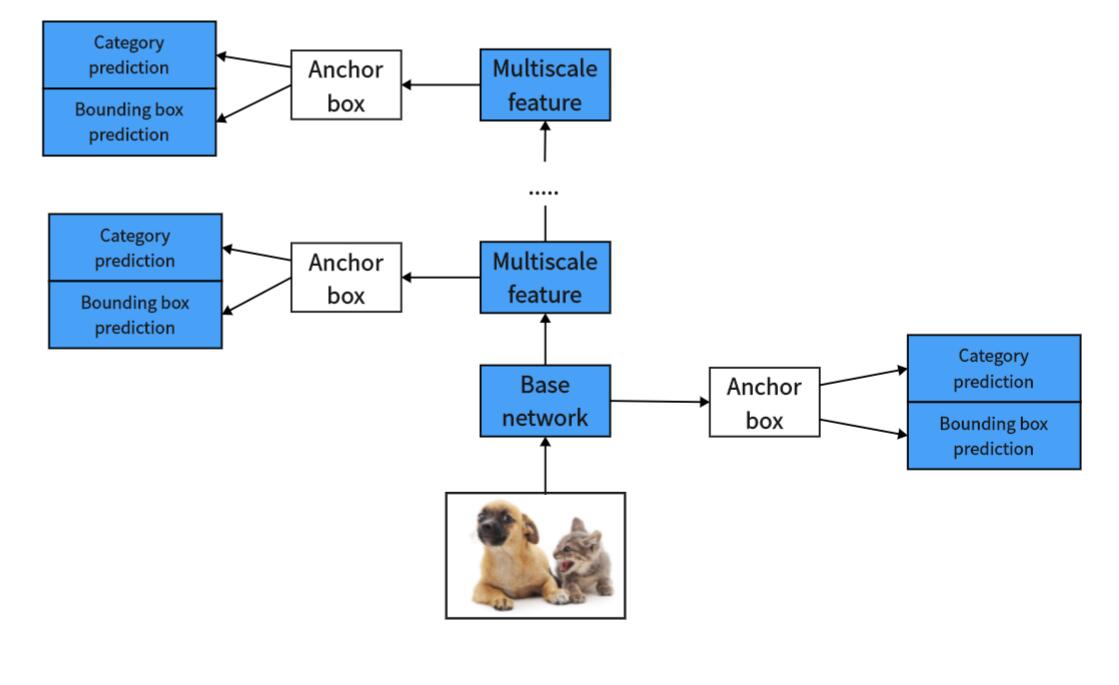 Category
prediction
Bounding box
prediction
Anchor
box
Multiscale
feature
.....
Category
prediction
Bounding box
prediction
Anchor
box
Multiscale
feature
Base
network
Anchor
box
Category
prediction
Bounding box
prediction